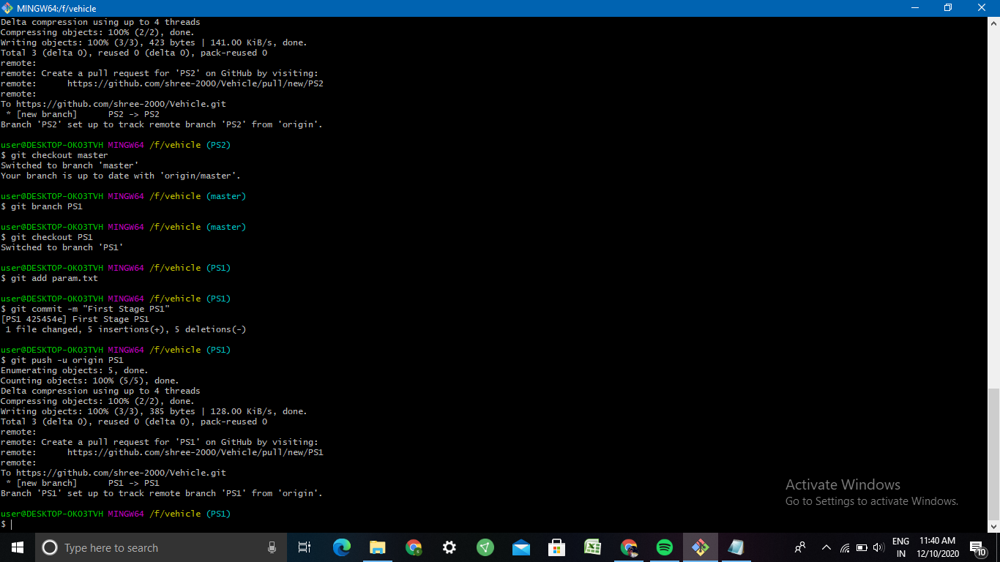 MINGW64:/f/vehicle
Delta compression using up to 4 threads
Compressing objects: 100% (2/2), done.
Writing objects: 100% (3/3), 423 bytes | 141.00 KiB/s, done.
Total 3 (delta 0), reused 0 (delta 0), pack-reused 0
remote:
remote: Create a pull request for 'PS2' on GitHub by visiting:
remote:      https://github.com/shree-2000/Vehicle/pull/new/PS2
remote:
To https://github.com/shree-2000/Vehicle.git
 * [new branch]      PS2 -> PS2
Branch 'PS2' set up to track remote branch 'PS2' from 'origin'.
user@DESKTOP-OKO3TVH MINGW64 /f/vehicle (PS2)
$ git checkout master
Switched to branch 'master'
Your branch is up to date with 'origin/master'.
user@DESKTOP-OKO3TVH MINGW64 /f/vehicle (master)
$ git branch PS1
user@DESKTOP-OKO3TVH MINGW64 /f/vehicle (master)
$ git checkout PS1
Switched to branch 'PS1'
user@DESKTOP-OKO3TVH MINGW64 /f/vehicle (PS1)
$ git add param.txt
user@DESKTOP-OKO3TVH MINGW64 /f/vehicle (PS1)
$ git commit -m "First Stage PS1"
[PS1 425454e] First Stage PS1
 1 file changed, 5 insertions(+), 5 deletions(-)
user@DESKTOP-OKO3TVH MINGW64 /f/vehicle (PS1)
$ git push -u origin PS1
Enumerating objects: 5, done.
Counting objects: 100% (5/5), done.
Delta compression using up to 4 threads
Compressing objects: 100% (2/2), done.
Writing objects: 100% (3/3), 385 bytes | 128.00 KiB/s, done.
Total 3 (delta 0), reused 0 (delta 0), pack-reused 0
remote:
remote: Create a pull request for 'PS1' on GitHub by visiting:
remote:      https://github.com/shree-2000/Vehicle/pull/new/PS1
remote:
To https://github.com/shree-2000/Vehicle.git
 * [new branch]      PS1 -> PS1
Branch 'PS1' set up to track remote branch 'PS1' from 'origin'.
user@DESKTOP-OKO3TVH MINGW64 /f/vehicle (PS1)
$
Activate Windows
Go to Settings to activate Windows.
Type here to search
ENG
IN
11:40 AM
12/10/2020
10